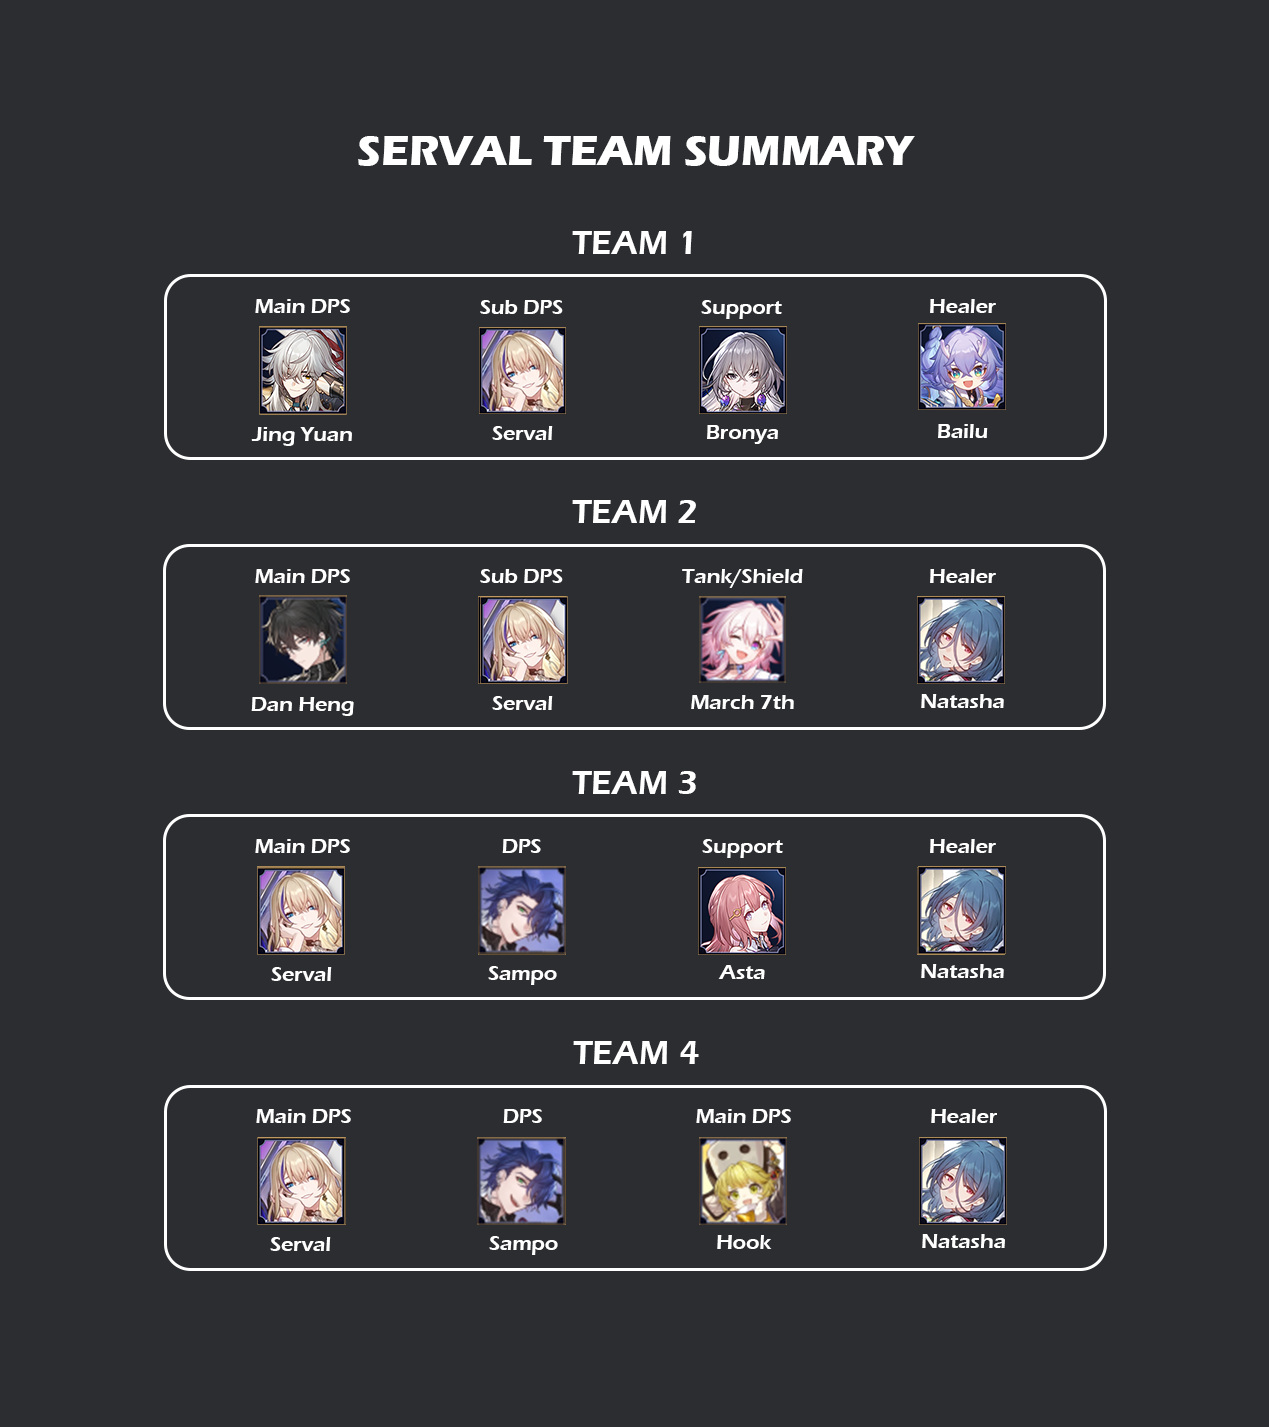 SERVAL TEAM SUMMARY
TEAM 1
Main DPS Sub DPS Support Healer
Jing Yuan Serval Bronya Bailu
TEAM 2
Main DPS Sub DPS Tank/Shield Healer
Dan Heng Serval March 7th Natasha
TEAM 3
Main DPS DPS Support Healer
Serval Sampo Asta Natasha
TEAM 4
Main DPS DPS Main DPS Healer
Serval Sampo Hook Natasha